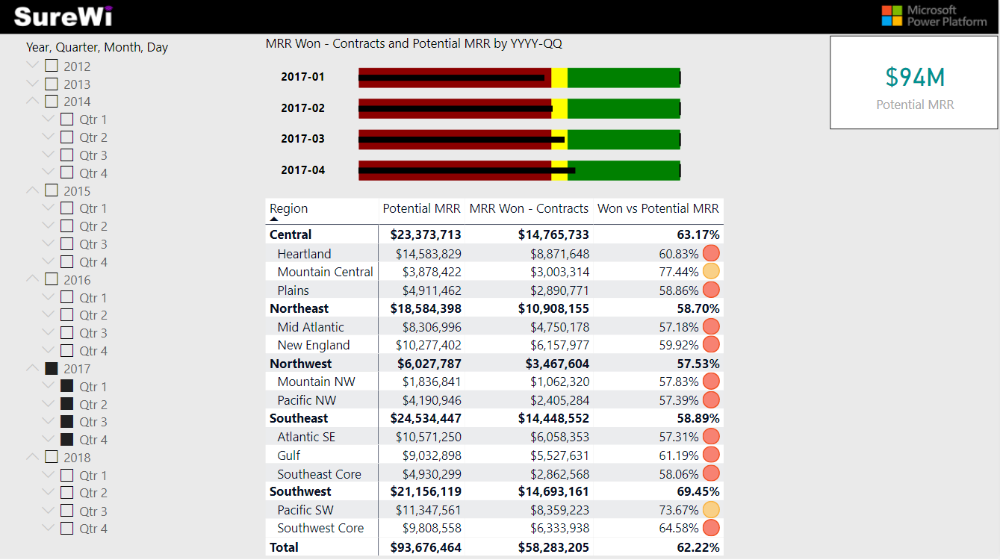 SureWi
Microsoft
Power Platform
Year, Quarter, Month, Day
2012
2013
2014
Qtr 1
Qtr 2
Qtr 3
Qtr 4
2015
Qtr 1
Qtr 2
Qtr 3
Qtr 4
2016
Qtr 1
Qtr 2
Qtr 3
Qtr 4
2017
Qtr 1
Qtr 2
Qtr 3
Qtr 4
2018
Qtr 1
Qtr 2
Qtr 3
Qtr 4
MRR Won - Contracts and Potential MRR by YYYY-QQ
2017-01
2017-02
2017-03
2017-04
$94M
Potential MRR
Region Potential MRR MRR Won - Contracts Won vs Potential MRR
Central $23,373,713 $14,765,733 63.17%
Heartland $14,583,829 $8,871,648 60.83%
Mountain Central $3,878,422 $3,003,314 77.44%
Plains $4,911,462 $2,890,771 58.86%
Northeast $18,584,398 $10,908,155 58.70%
Mid Atlantic $8,306,996 $4,750,178 57.18%
New England $10,277,402 $6,157,977 59.92%
Northwest $6,027,787 $3,467,604 57.53%
Mountain NW $1,836,841 $1,062,320 57.83%
Pacific NW $4,190,946 $2,405,284 57.39%
Southeast $24,534,447 $14,448,552 58.89%
Atlantic SE $10,571,250 $6,058,353 57.31%
Gulf $9,032,898 $5,527,631 61.19%
Southeast Core $4,930,299 $2,862,568 58.06%
Southwest $21,156,119 $14,693,161 69.45%
Pacific SW $11,347,561 $8,359,223 73.67%
Southwest Core $9,808,558 $6,333,938 64.58%
Total $93,676,464 $58,283,205 62.22%